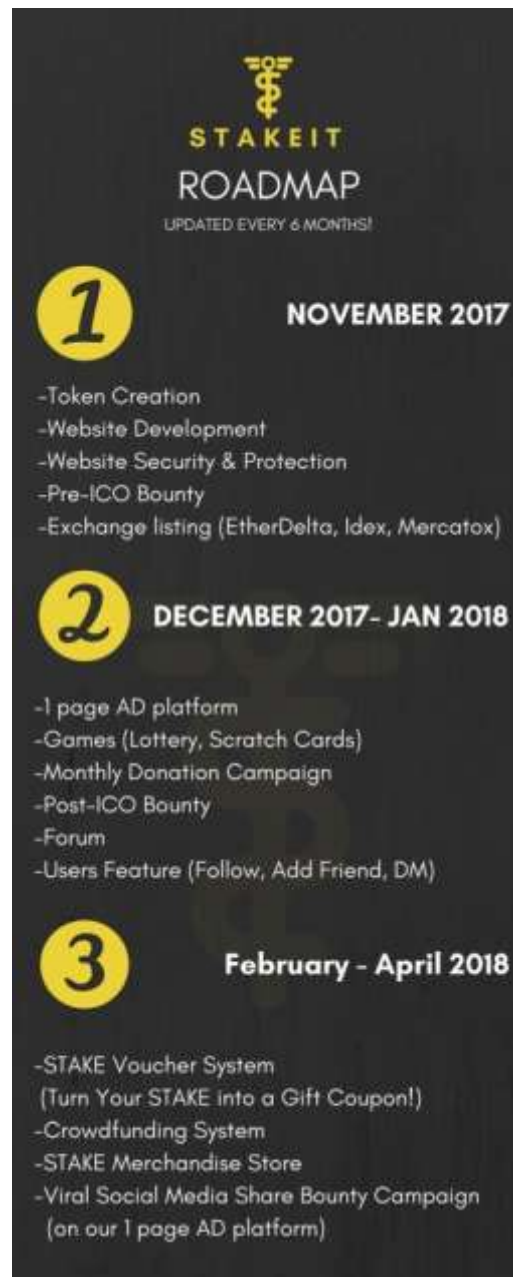 STAKEIT
ROADMAP
UPDATED EVERY 6 MONTHS!
1
NOVEMBER 2017
-Token Creation
-Website Development
-Website Security & Protection
-Pre-ICO Bounty
-Exchange listing (EtherDelta, Idex, Mercatox)
2
DECEMBER 2017- JAN 2018
-1 page AD platform
-Games (Lottery, Scratch Cards)
-Monthly Donation Campaign
-Post-ICO Bounty
-Forum
-Users Feature (Follow, Add Friend, DM)
3
February - April 2018
-STAKE Voucher System
(Turn Your STAKE into a Gift Coupon!)
-Crowdfunding System
-STAKE Merchandise Store
-Viral Social Media Share Bounty Campaign
(on our 1 page AD platform)